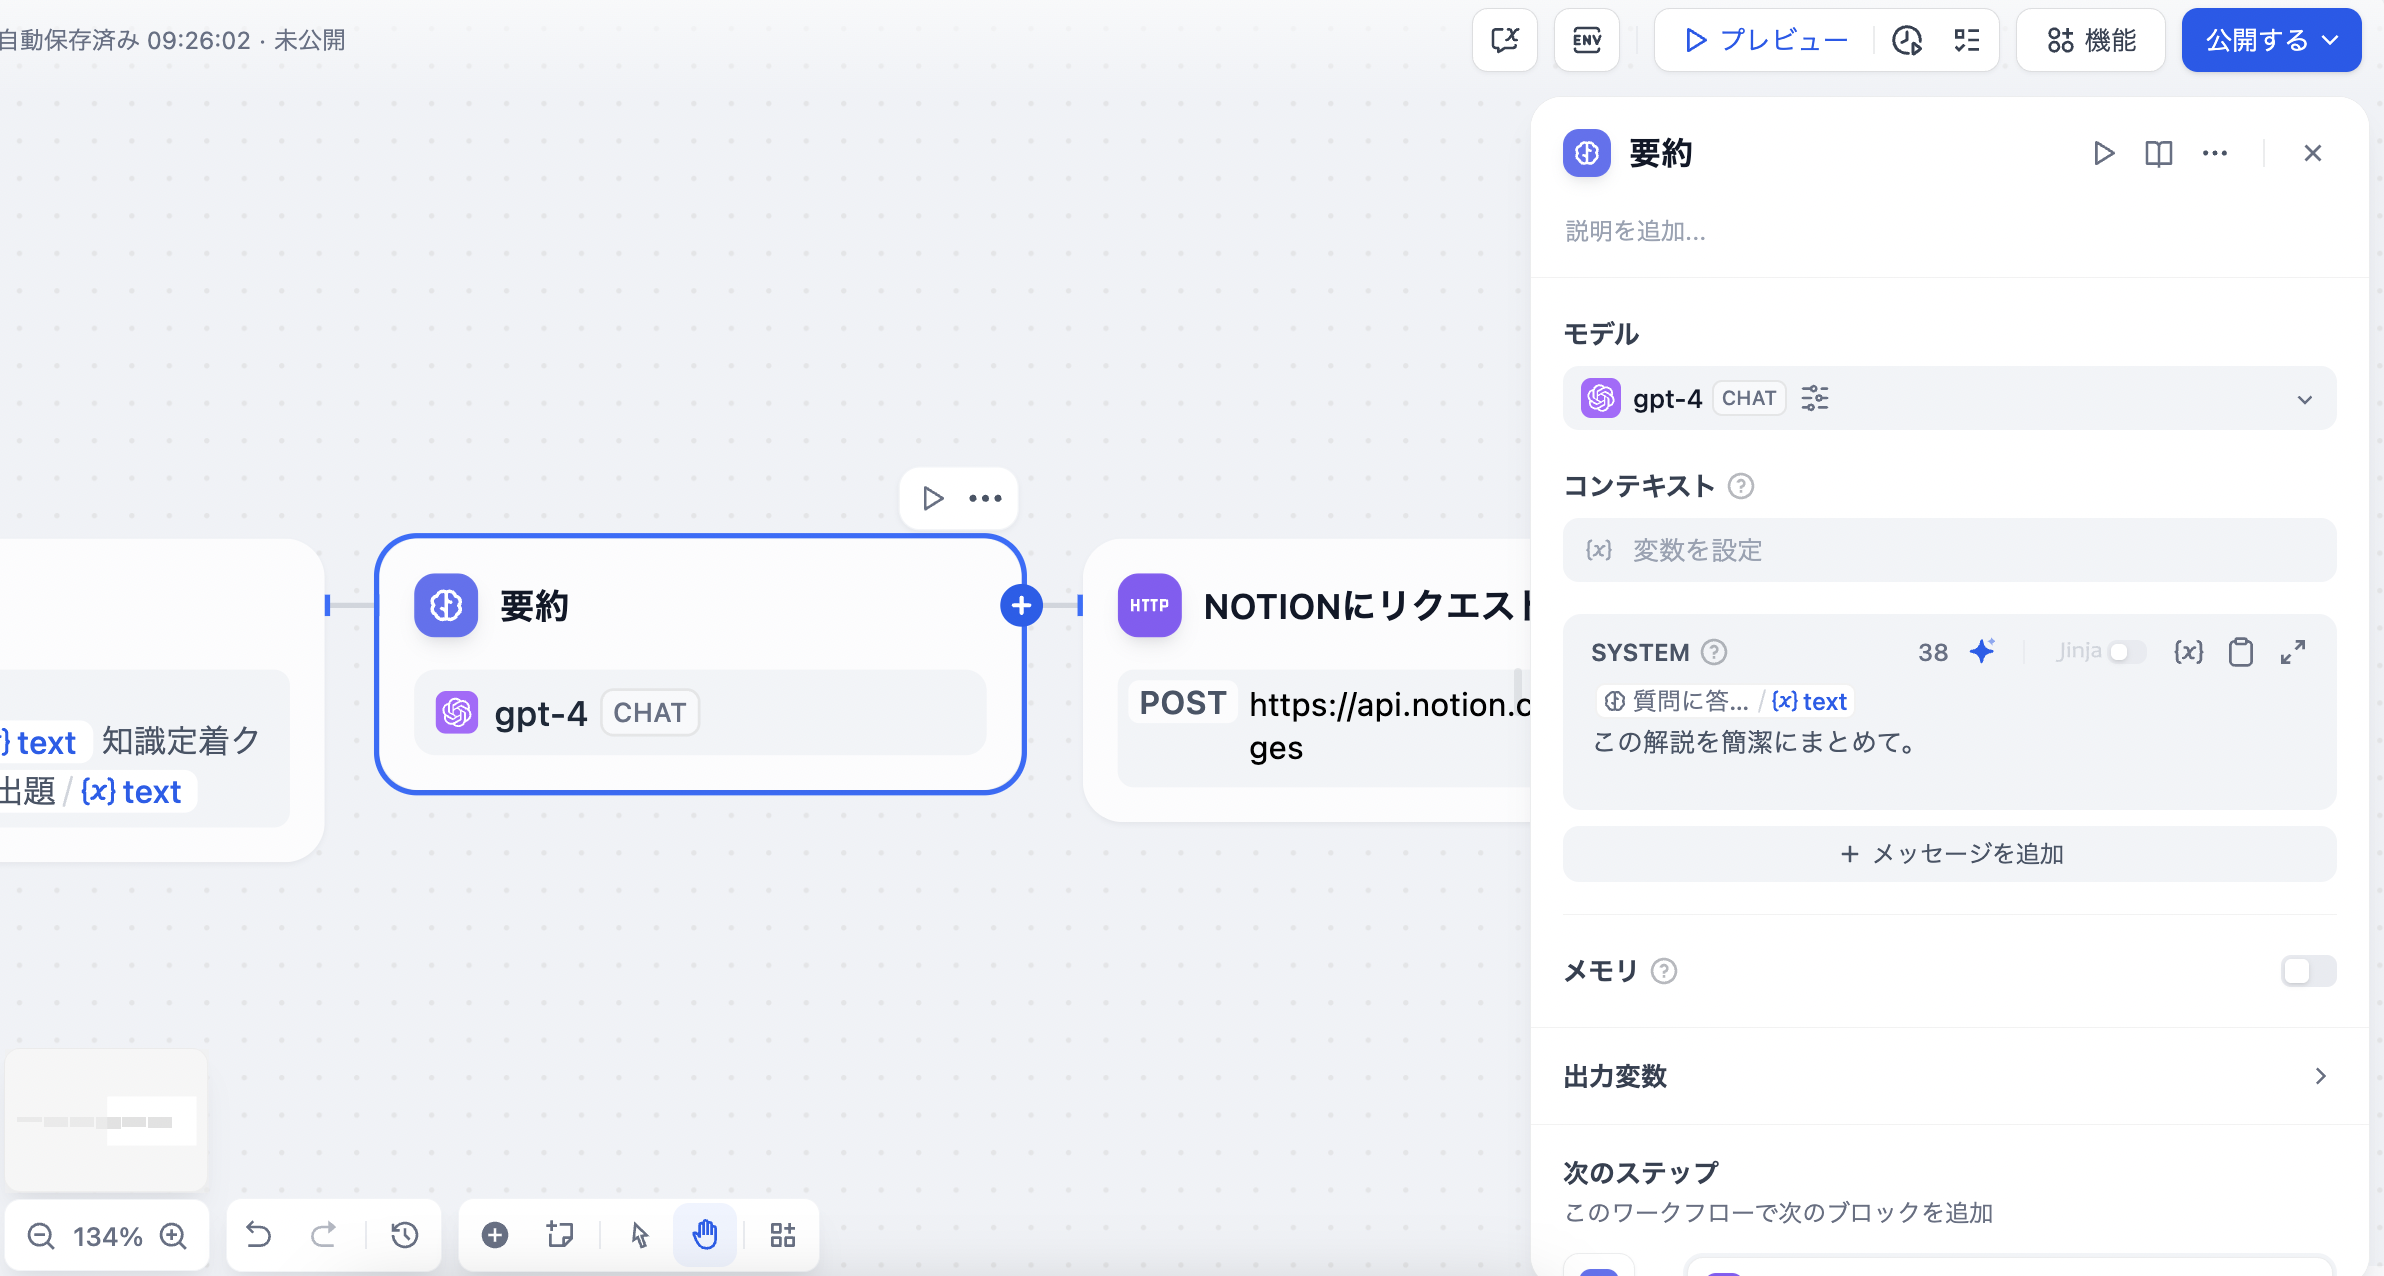 自動保存済み 09:26:02 · 未公開
ENV
プレビュー
機能
公開する
要約
説明を追加...
モデル
gpt-4 CHAT
コンテキスト
{x} 変数を設定
SYSTEM 38 Jinja {x}
質問に答... / {x} text
この解説を簡潔にまとめて。
+ メッセージを追加
メモリ
出力変数
次のステップ
このワークフローで次のブロックを追加
} text 知識定着ク
出題 / {x} text
要約
gpt-4 CHAT
HTTP NOTIONにリクエスト
POST https://api.notion.c
ges
134%